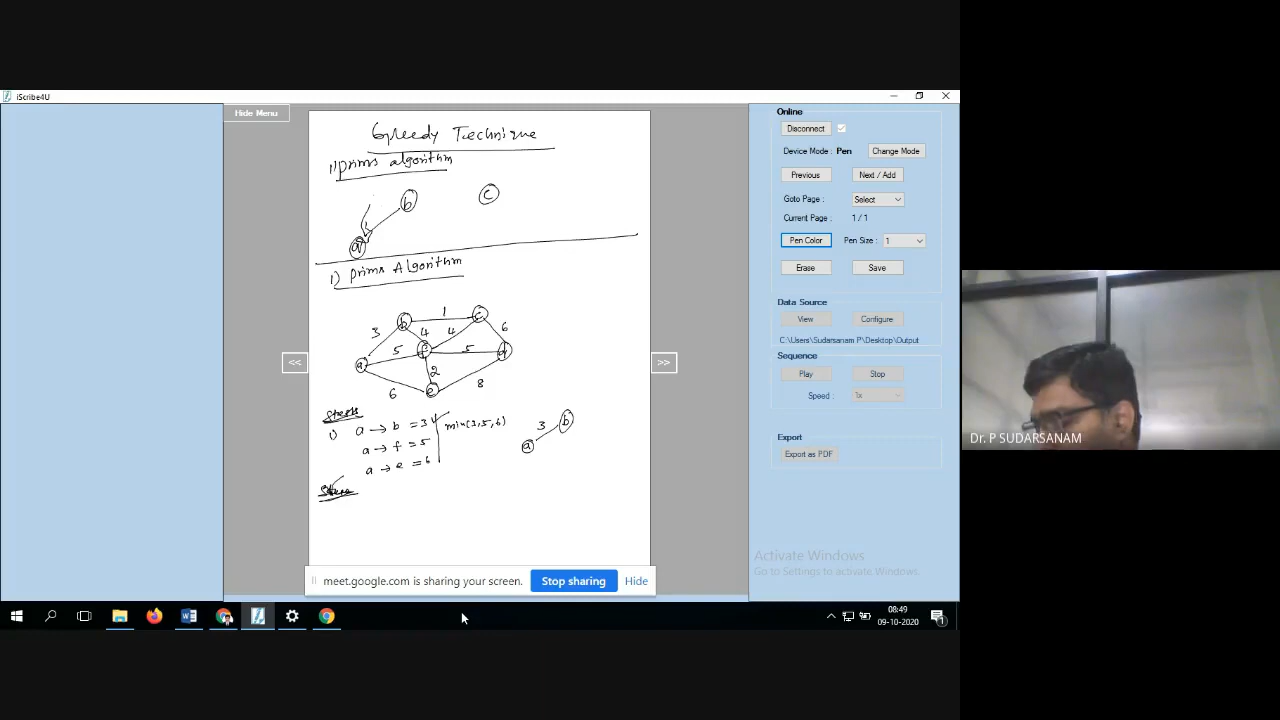 iScribe4U
Hide Menu
Greedy Technique
1) prims algorithm
b
c
a
1) prims Algorithm
1
b
c
3
4
4
6
5
f
5
d
a
2
6
e
8
Step1
1) a → b = 3 ✓
min(3,5,6)
a → f = 5
a → e = 6
3
b
a
<<
>>
Online
Disconnect
Device Mode : Pen
Change Mode
Previous
Next / Add
Goto Page :
Select
Current Page :
1 / 1
Pen Color
Pen Size :
1
Erase
Save
Data Source
View
Configure
C:\Users\Sudarsanam P\Desktop\Output
Sequence
Play
Stop
Speed :
1x
Export
Export as PDF
Activate Windows
Go to Settings to activate Windows.
meet.google.com is sharing your screen.
Stop sharing
Hide
08:49
09-10-2020
1
Dr. P SUDARSANAM